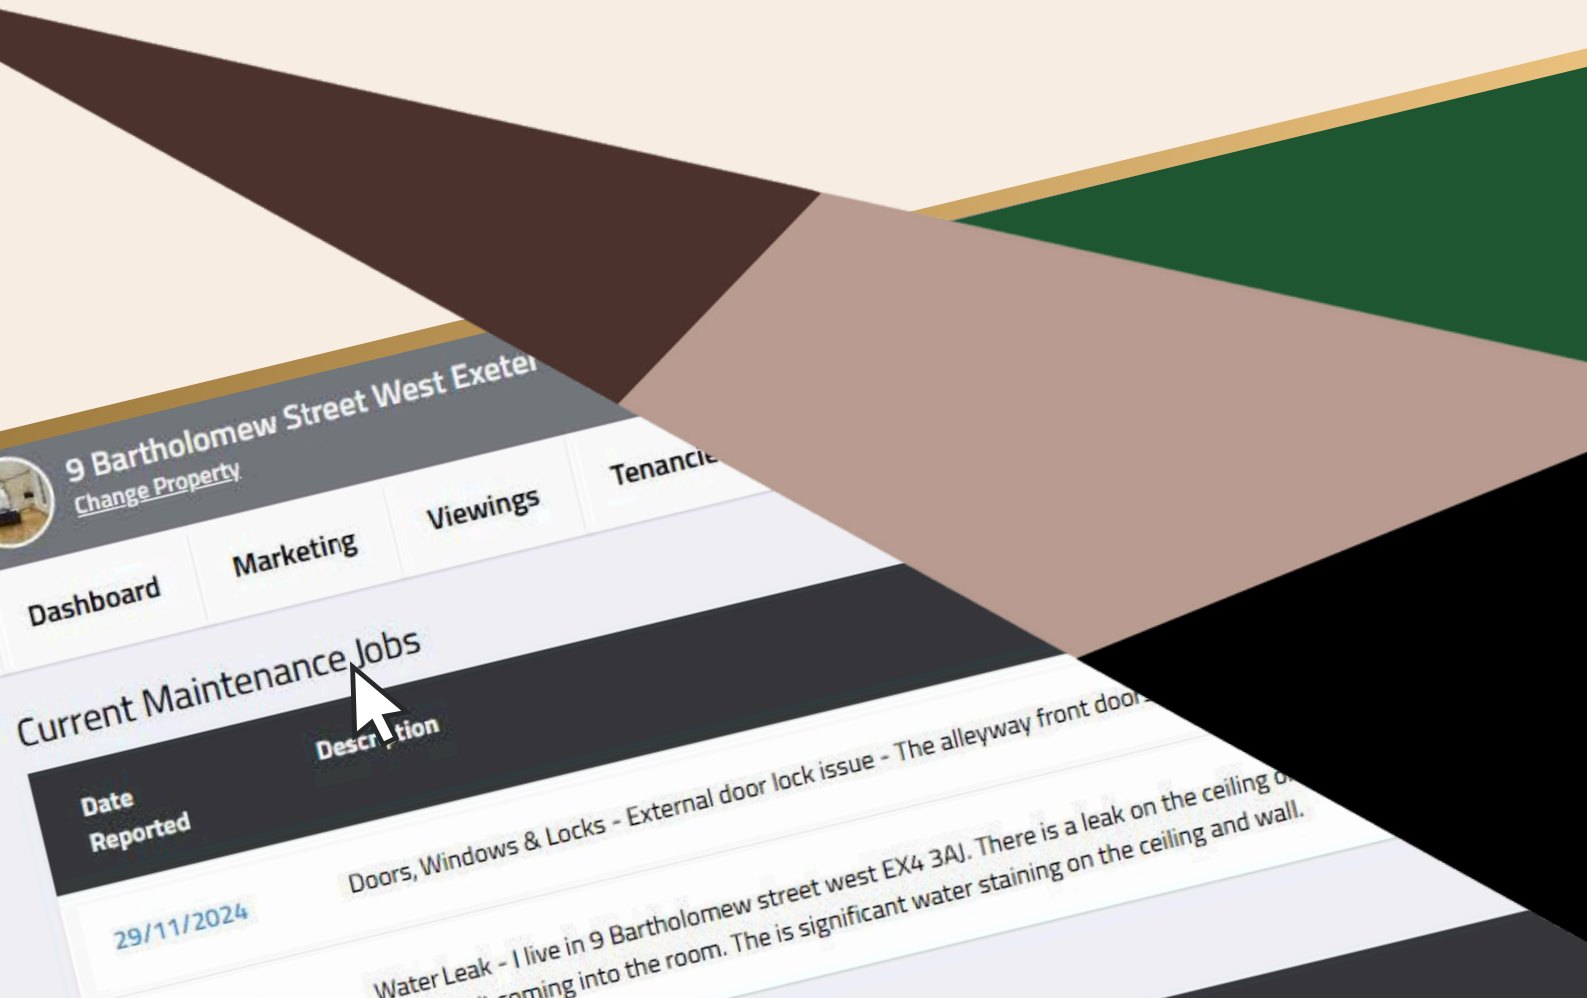 9 Bartholomew Street West Exeter
Change Property
Dashboard
Marketing
Viewings
Current Maintenance Jobs
Date
Reported
Description
29/11/2024
Doors, Windows & Locks - External door lock issue - The alleyway front door
Water Leak - I live in 9 Bartholomew street west EX4 3AJ. There is a leak on the ceiling
coming into the room. The is significant water staining on the ceiling and wall.